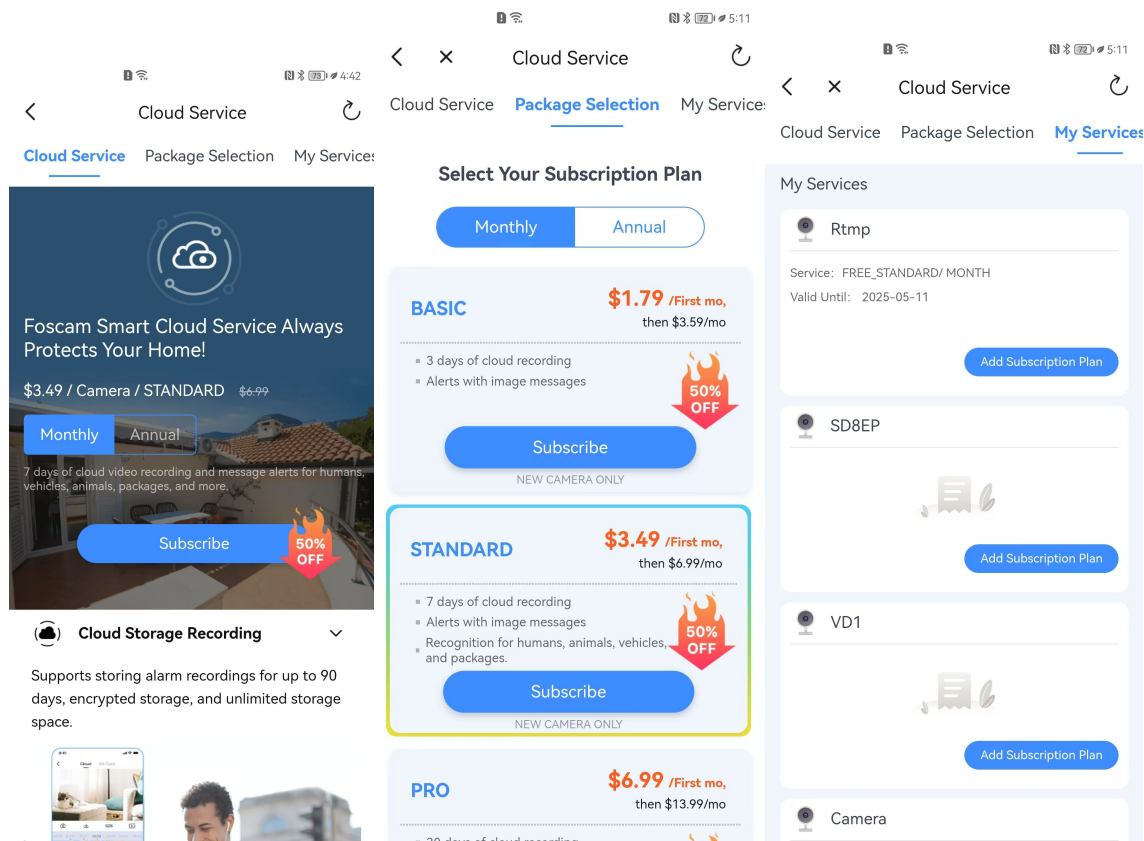 73 4:42
Cloud Service
Cloud Service Package Selection My Services
Foscam Smart Cloud Service Always
Protects Your Home!
$3.49 / Camera / STANDARD $6.99
Monthly Annual
7 days of cloud video recording and message alerts for humans,
vehicles, animals, packages, and more.
Subscribe
50%
OFF
Cloud Storage Recording
Supports storing alarm recordings for up to 90
days, encrypted storage, and unlimited storage
space.
Cloud
72 5:11
Cloud Service
Cloud Service Package Selection My Services
Select Your Subscription Plan
Monthly Annual
BASIC
$1.79 /First mo,
then $3.59/mo
3 days of cloud recording
Alerts with image messages
50%
OFF
Subscribe
NEW CAMERA ONLY
STANDARD
$3.49 /First mo,
then $6.99/mo
7 days of cloud recording
Alerts with image messages
Recognition for humans, animals, vehicles,
and packages.
50%
OFF
Subscribe
NEW CAMERA ONLY
PRO
$6.99 /First mo,
then $13.99/mo
72 5:11
Cloud Service
Cloud Service Package Selection My Services
My Services
Rtmp
Service: FREE_STANDARD/ MONTH
Valid Until: 2025-05-11
Add Subscription Plan
SD8EP
Add Subscription Plan
VD1
Add Subscription Plan
Camera